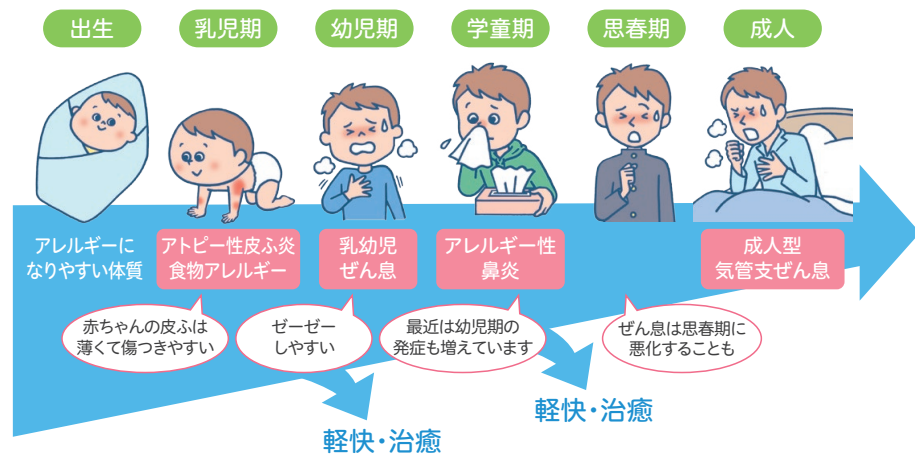 出生
乳児期
幼児期
学童期
思春期
成人
アレルギーに
なりやすい体質
アトピー性皮ふ炎
食物アレルギー
乳幼児
ぜん息
アレルギー性
鼻炎
成人型
気管支ぜん息
赤ちゃんの皮ふは
薄くて傷つきやすい
ゼーゼー
しやすい
最近は幼児期の
発症も増えています
ぜん息は思春期に
悪化することも
軽快・治癒
軽快・治癒